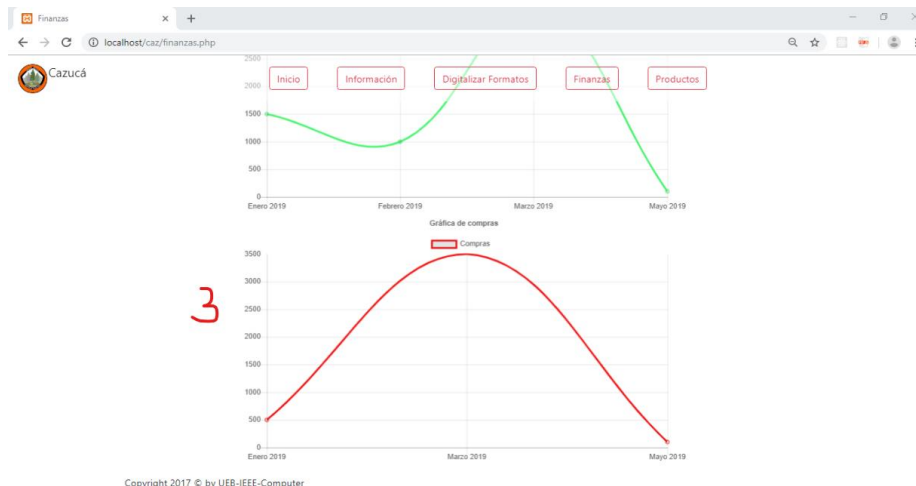 Finanzas
localhost/caz/finanzas.php
Cazucá
Inicio
Información
Digitalizar Formatos
Finanzas
Productos
2500
2000
1500
1000
500
0
Enero 2019
Febrero 2019
Marzo 2019
Mayo 2019
Gráfica de compras
Compras
3
3500
3000
2500
2000
1500
1000
500
0
Enero 2019
Marzo 2019
Mayo 2019
Copyright 2017 © by UEB-IEEE-Computer